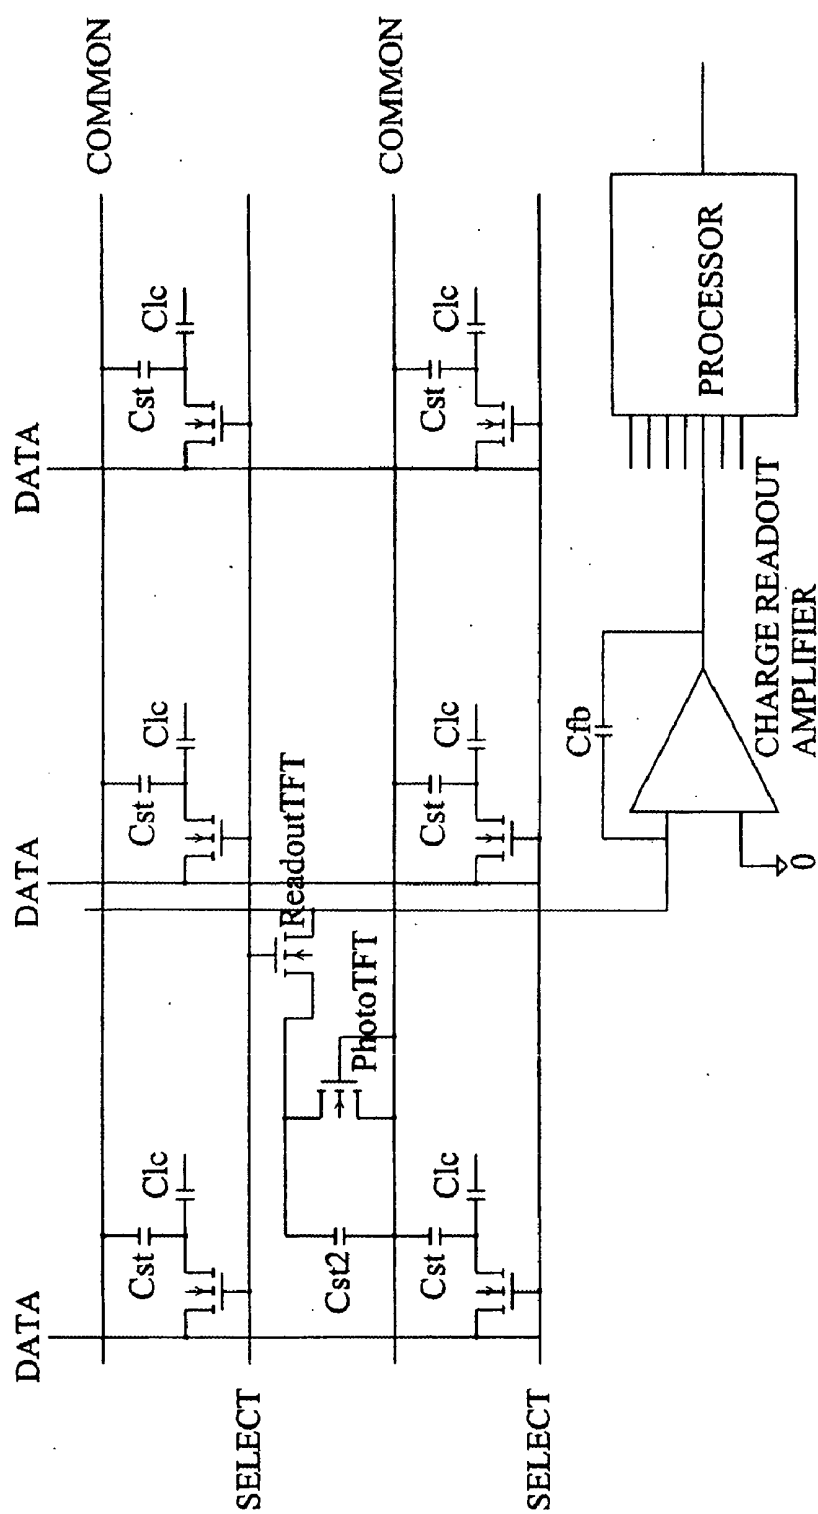 DATA
DATA
DATA
COMMON
Cst
Clc
Cst
Clc
Cst
Clc
SELECT
ReadoutTFT
PhotoTFT
Cst2
COMMON
Cst
Clc
Cst
Clc
Cst
Clc
SELECT
Cfb
PROCESSOR
0
CHARGE READOUT
AMPLIFIER